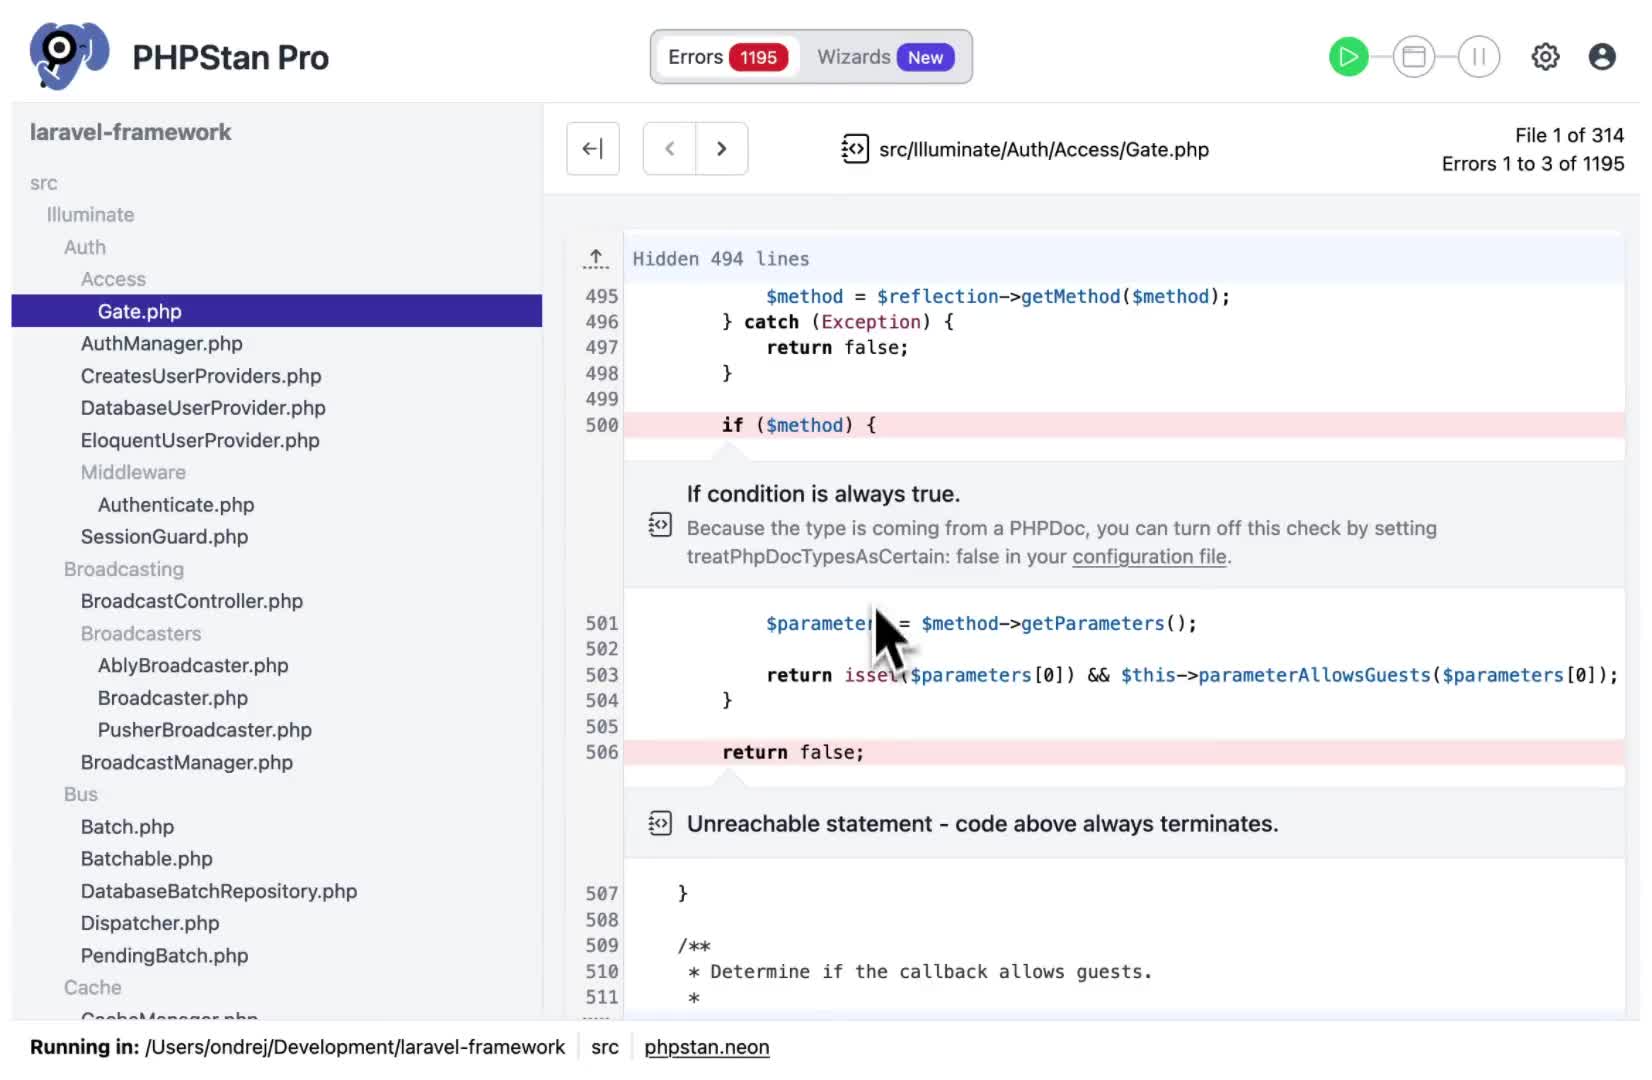 PHPStan Pro
Errors 1195
Wizards New
laravel-framework
src
Illuminate
Auth
Access
Gate.php
AuthManager.php
CreatesUserProviders.php
DatabaseUserProvider.php
EloquentUserProvider.php
Middleware
Authenticate.php
SessionGuard.php
Broadcasting
BroadcastController.php
Broadcasters
AblyBroadcaster.php
Broadcaster.php
PusherBroadcaster.php
BroadcastManager.php
Bus
Batch.php
Batchable.php
DatabaseBatchRepository.php
Dispatcher.php
PendingBatch.php
Cache
CacheManager.php
src/Illuminate/Auth/Access/Gate.php
File 1 of 314
Errors 1 to 3 of 1195
Hidden 494 lines
495 $method = $reflection->getMethod($method);
496 } catch (Exception) {
497 return false;
498 }
499
500 if ($method) {
If condition is always true.
Because the type is coming from a PHPDoc, you can turn off this check by setting
treatPhpDocTypesAsCertain: false in your configuration file.
501 = $method->getParameters();
502
503 return isset($parameters[0]) && $this->parameterAllowsGuests($parameters[0]);
504 }
505
506 return false;
Unreachable statement - code above always terminates.
507 }
508
509 /**
510 * Determine if the callback allows guests.
511 *
Running in: /Users/ondrej/Development/laravel-framework src phpstan.neon